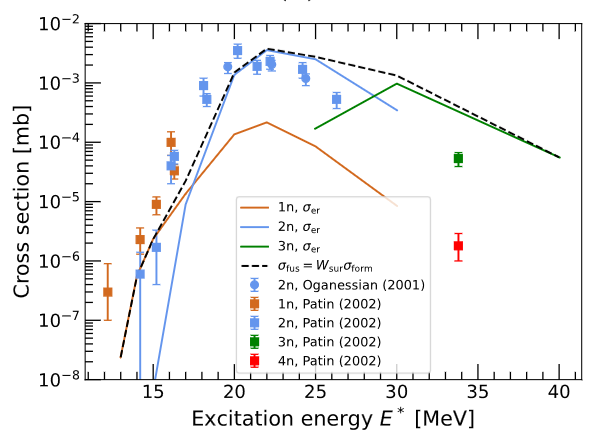 10⁻²
10⁻³
10⁻⁴
10⁻⁵
10⁻⁶
10⁻⁷
10⁻⁸
Cross section [mb]
1n, σ_er
2n, σ_er
3n, σ_er
σ_fus = W_sur σ_form
2n, Oganessian (2001)
1n, Patin (2002)
2n, Patin (2002)
3n, Patin (2002)
4n, Patin (2002)
15 20 25 30 35 40
Excitation energy E* [MeV]